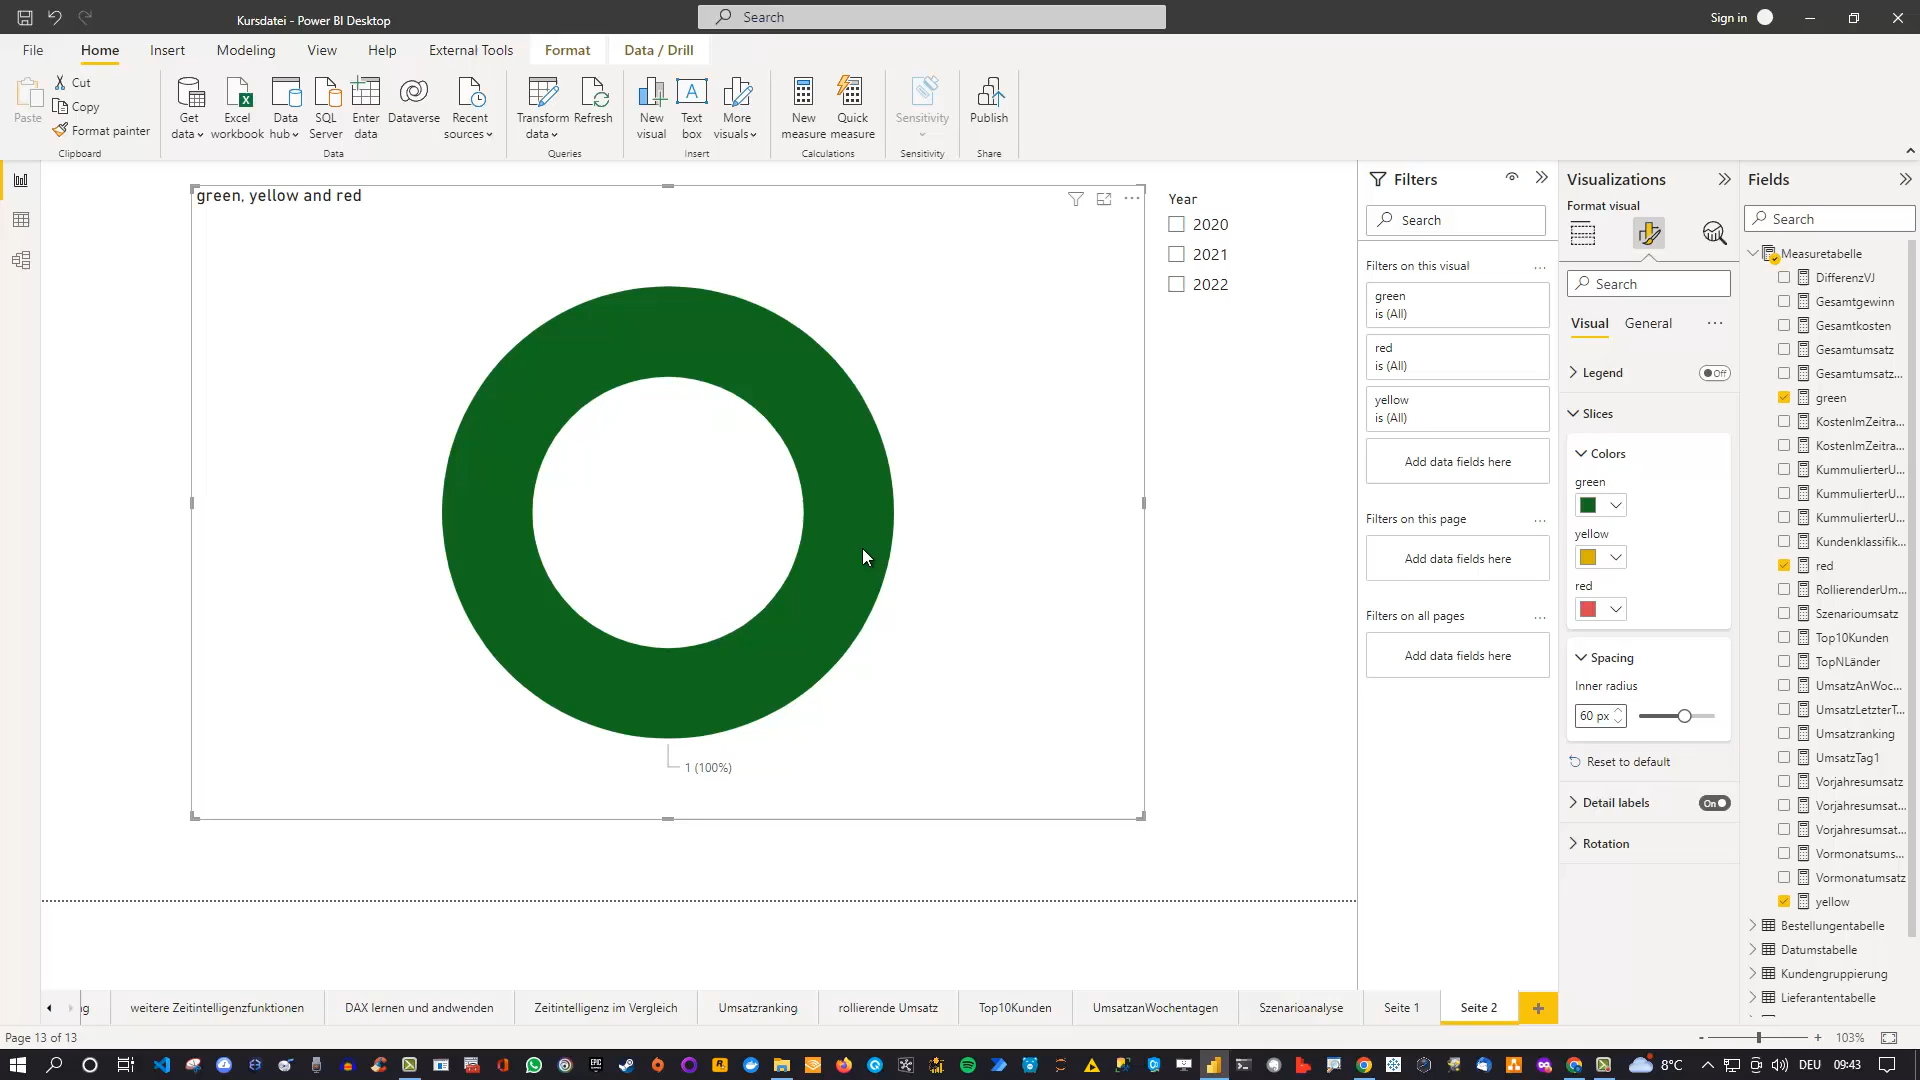 Kursdatei - Power BI Desktop
Search
Sign in
File
Home
Insert
Modeling
View
Help
External Tools
Format
Data / Drill
Paste
Cut
Copy
Format painter
Clipboard
Get data
Excel workbook
Data hub
SQL Server
Enter data
Dataverse
Recent sources
Data
Transform data
Refresh
Queries
New visual
Text box
More visuals
Insert
New measure
Quick measure
Calculations
Sensitivity
Sensitivity
Publish
Share
green, yellow and red
1 (100%)
Year
2020
2021
2022
Filters
Search
Filters on this visual
green
is (All)
red
is (All)
yellow
is (All)
Add data fields here
Filters on this page
Add data fields here
Filters on all pages
Add data fields here
Visualizations
Format visual
Search
Visual
General
Legend
Off
Slices
Colors
green
yellow
red
Spacing
Inner radius
60 px
Reset to default
Detail labels
On
Rotation
Fields
Search
Measuretabelle
DifferenzVJ
Gesamtgewinn
Gesamtkosten
Gesamtumsatz
Gesamtumsatz...
green
KostenImZeitra...
KostenImZeitra...
KummulierterU...
KummulierterU...
KummulierterU...
Kundenklassifik...
red
RollierenderUm...
Szenarioumsatz
Top10Kunden
TopNLänder
UmsatzAnWoc...
UmsatzLetzterT...
Umsatzranking
UmsatzTag1
Vorjahresumsatz
Vorjahresumsat...
Vorjahresumsat...
Vormonatsums...
Vormonatumsatz
yellow
Bestellungentabelle
Datumstabelle
Kundengruppierung
Lieferantentabelle
weitere Zeitintelligenzfunktionen
DAX lernen und andwenden
Zeitintelligenz im Vergleich
Umsatzranking
rollierende Umsatz
Top10Kunden
UmsatzanWochentagen
Szenarioanalyse
Seite 1
Seite 2
Page 13 of 13
103%
8°C
DEU
09:43